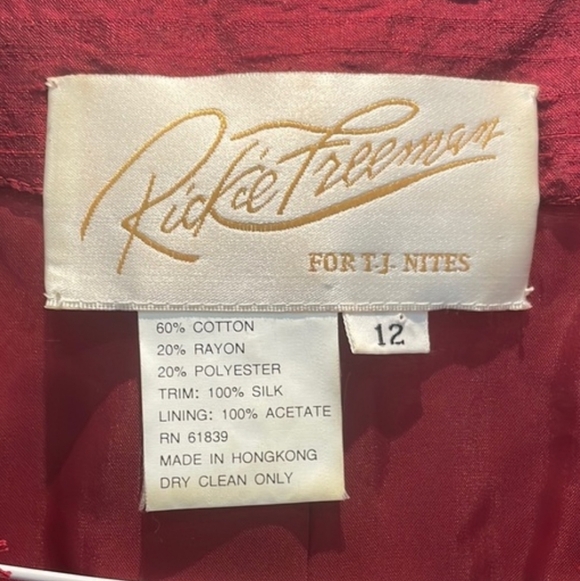 Rickie Freeman
FOR T.J. NITES
60% COTTON
20% RAYON
20% POLYESTER
TRIM: 100% SILK
LINING: 100% ACETATE
RN 61839
MADE IN HONGKONG
DRY CLEAN ONLY
12